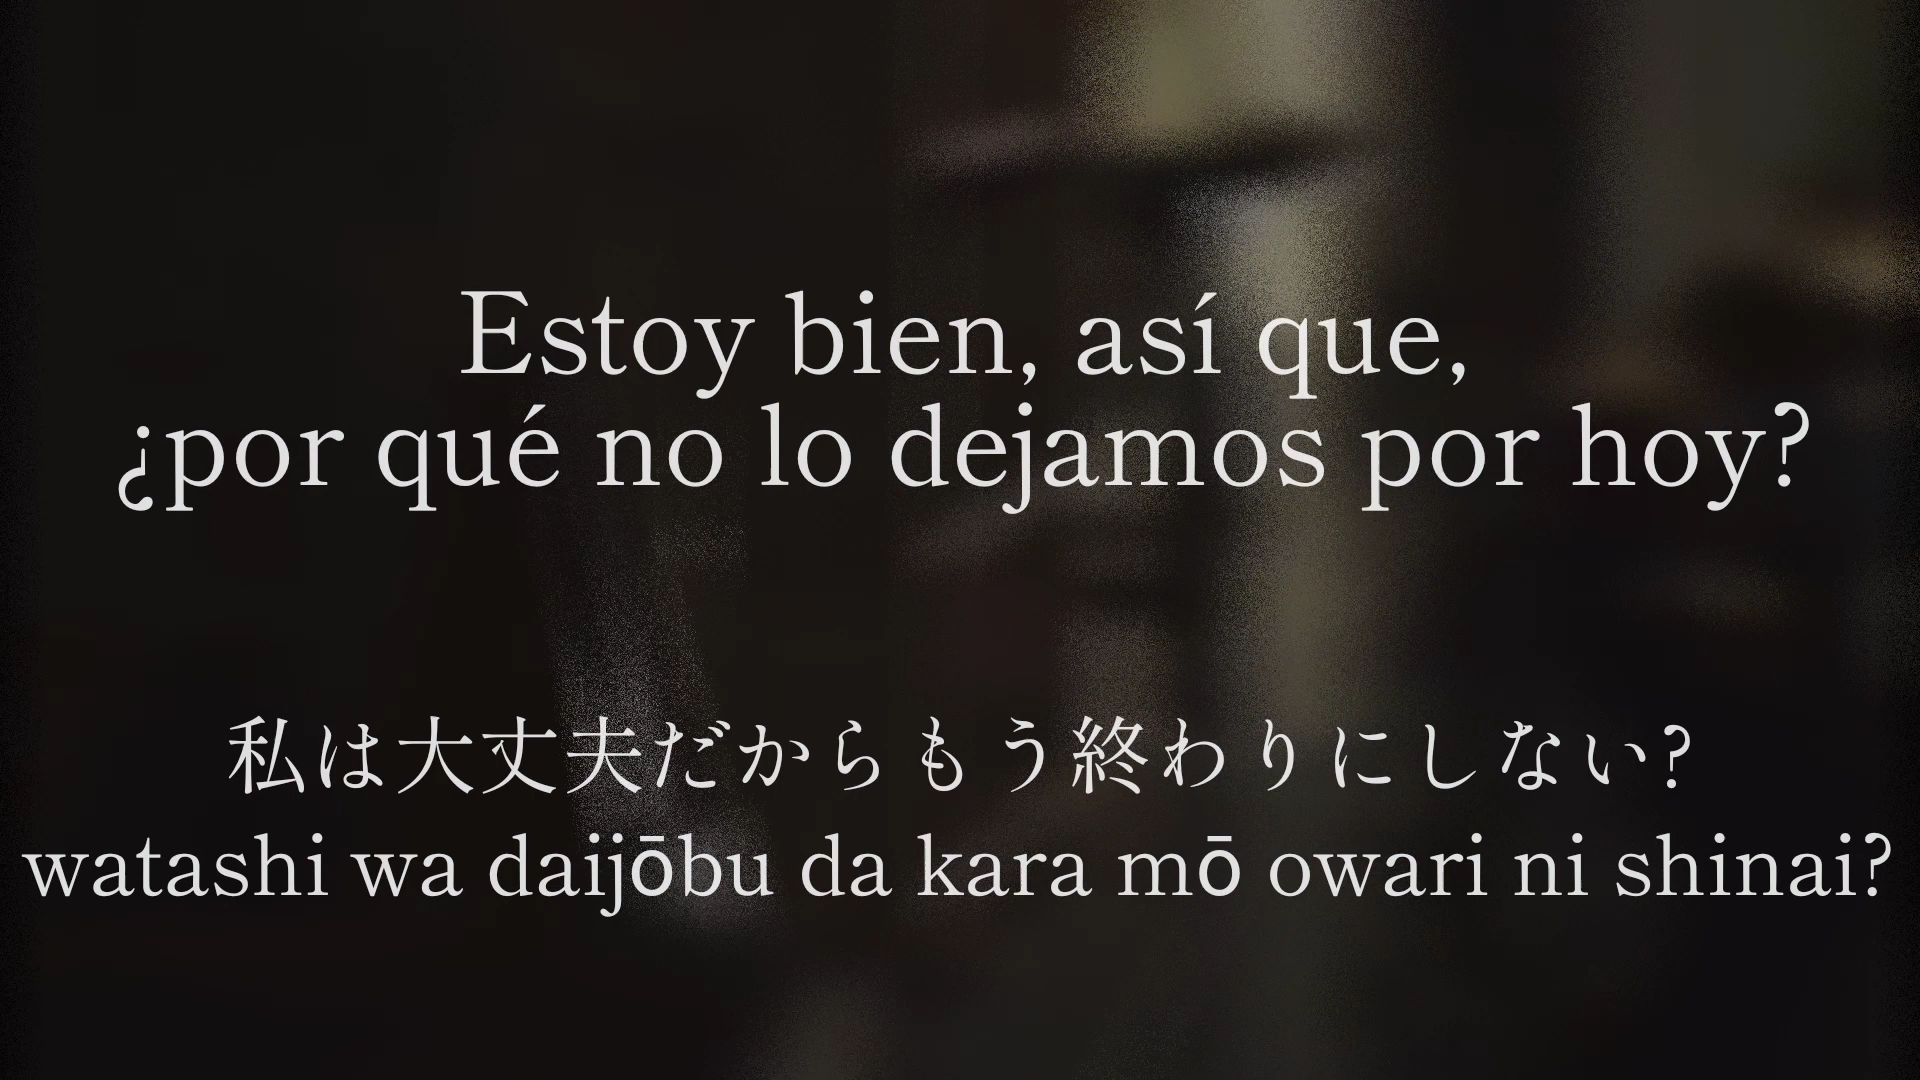 Estoy bien, así que,
¿por qué no lo dejamos por hoy?
私は大丈夫だからもう終わりにしない?
watashi wa daijōbu da kara mō owari ni shinai?